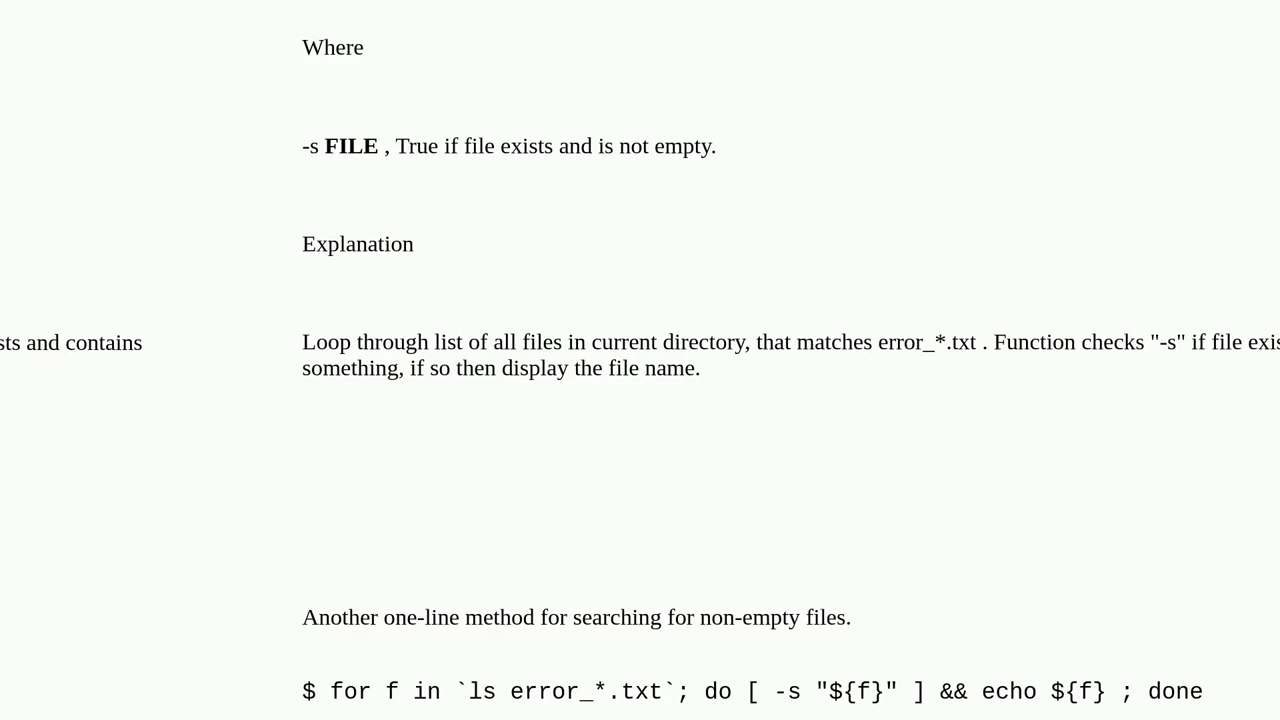 Where
-s FILE , True if file exists and is not empty.
Explanation
sts and contains
Loop through list of all files in current directory, that matches error_*.txt . Function checks "-s" if file exis
something, if so then display the file name.
Another one-line method for searching for non-empty files.
$ for f in `ls error_*.txt`; do [ -s "${f}" ] && echo ${f} ; done